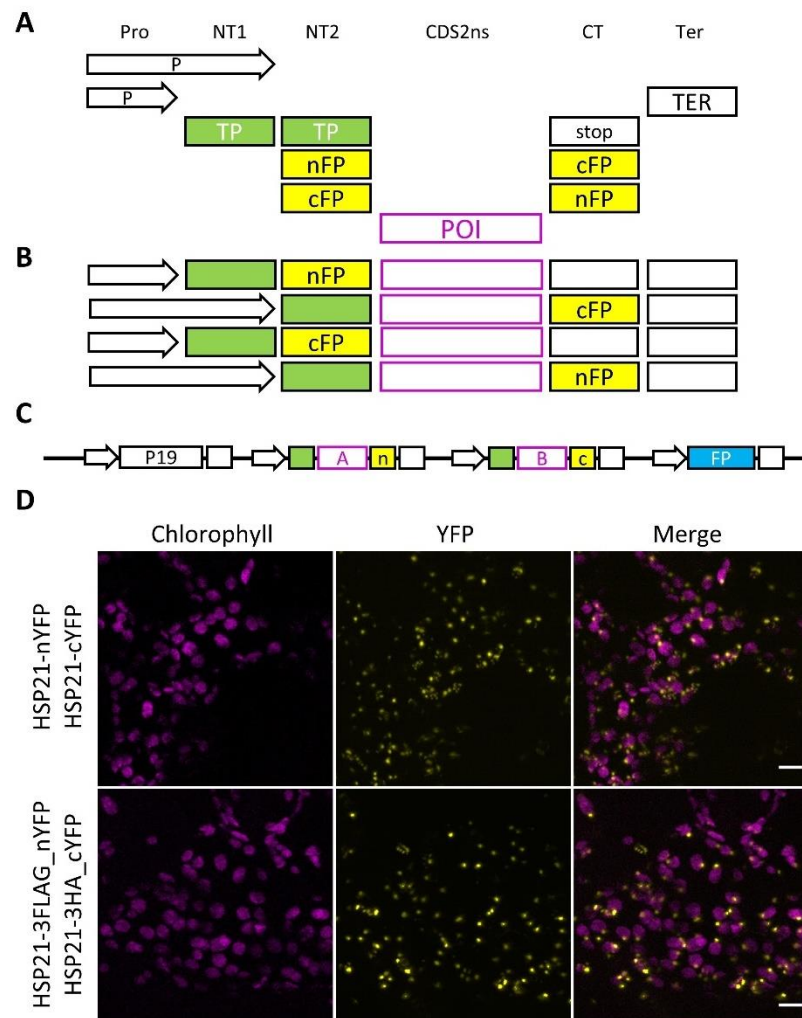 A
Pro NT1 NT2 CDS2ns CT Ter
P
P TER
TP TP stop
nFP cFP
cFP nFP
POI
B
nFP
cFP
cFP
nFP
C
P19 A n B c FP
D
Chlorophyll YFP Merge
HSP21-nYFP
HSP21-cYFP
HSP21-3FLAG_nYFP
HSP21-3HA_cYFP